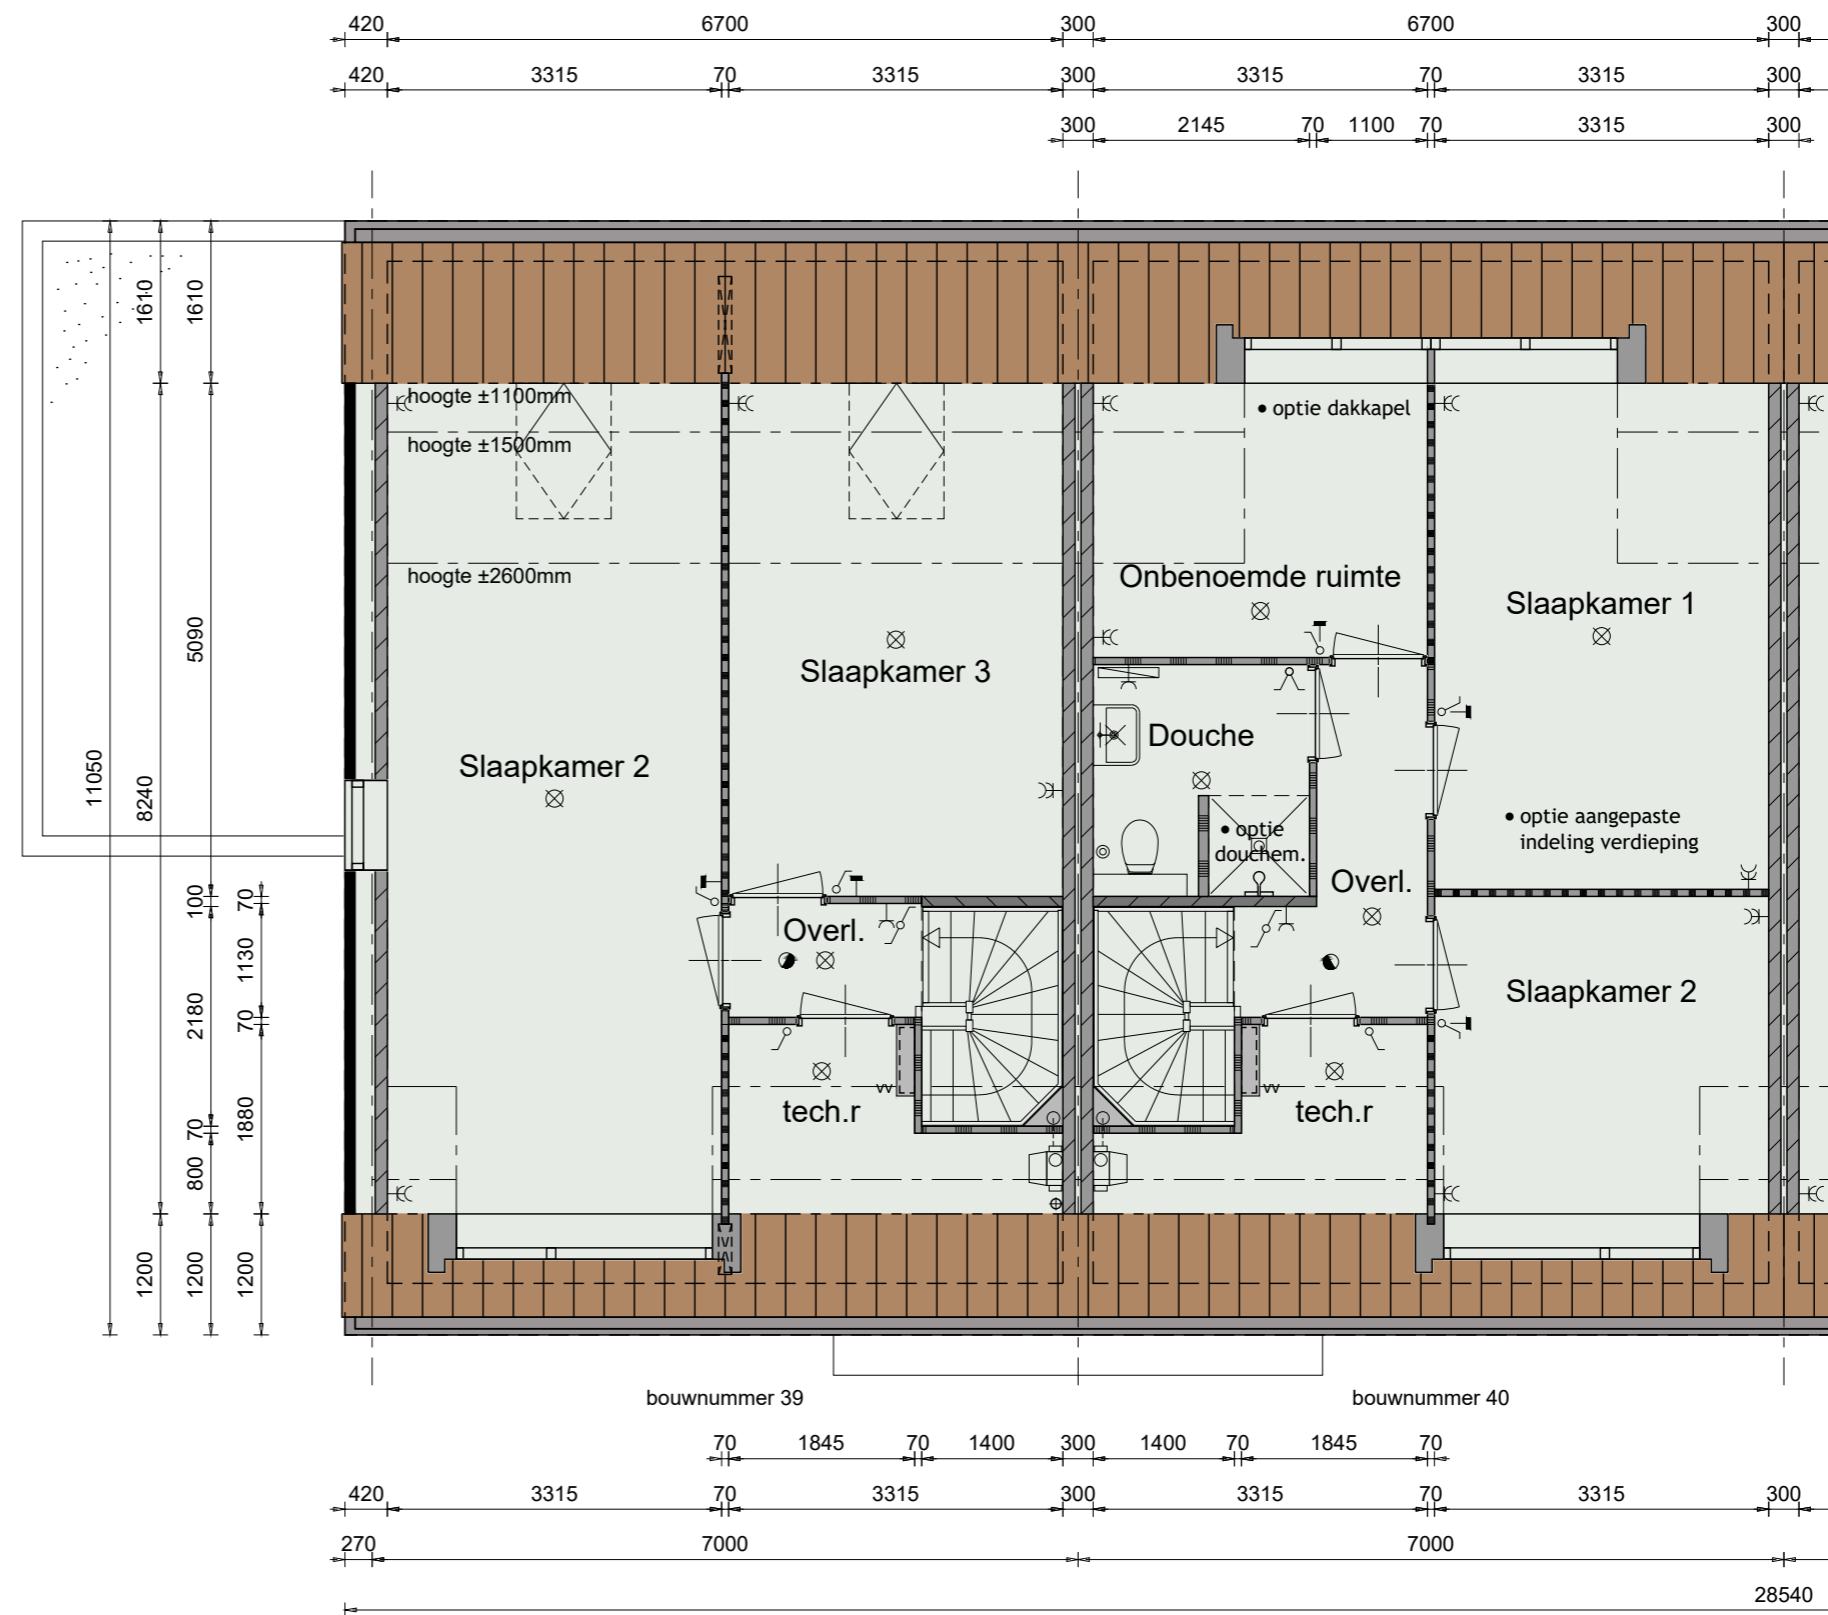 420 6700 300 6700 300
420 3315 70 3315 300 3315 70 3315 300
300 2145 70 1100 70 3315 300
1610 1610
hoogte ±1100mm
• optie dakkapel
hoogte ±1500mm
hoogte ±2600mm
Onbenoemde ruimte
Slaapkamer 1
5090
Slaapkamer 3
Douche
Slaapkamer 2
11050 8240
• optie aangepaste
indeling verdieping
• optie
douchem.
Overl.
100 70
Overl.
1130
2180
Slaapkamer 2
70
tech.r
tech.r
70 1880
800
1200 1200 1200
bouwnummer 39
bouwnummer 40
70 1845 70 1400 300 1400 70 1845 70
420 3315 70 3315 300 3315 70 3315 300
270 7000 7000
28540